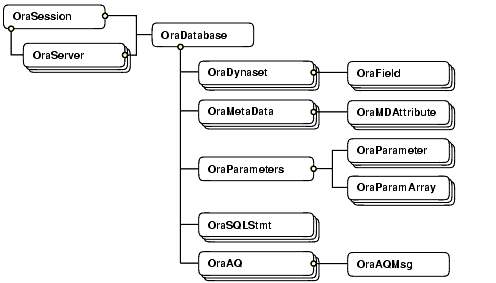 OraSession
OraDatabase
OraServer
OraDynaset
OraField
OraMetaData
OraMDAttribute
OraParameter
OraParameters
OraParamArray
OraSQLStmt
OraAQ
OraAQMsg